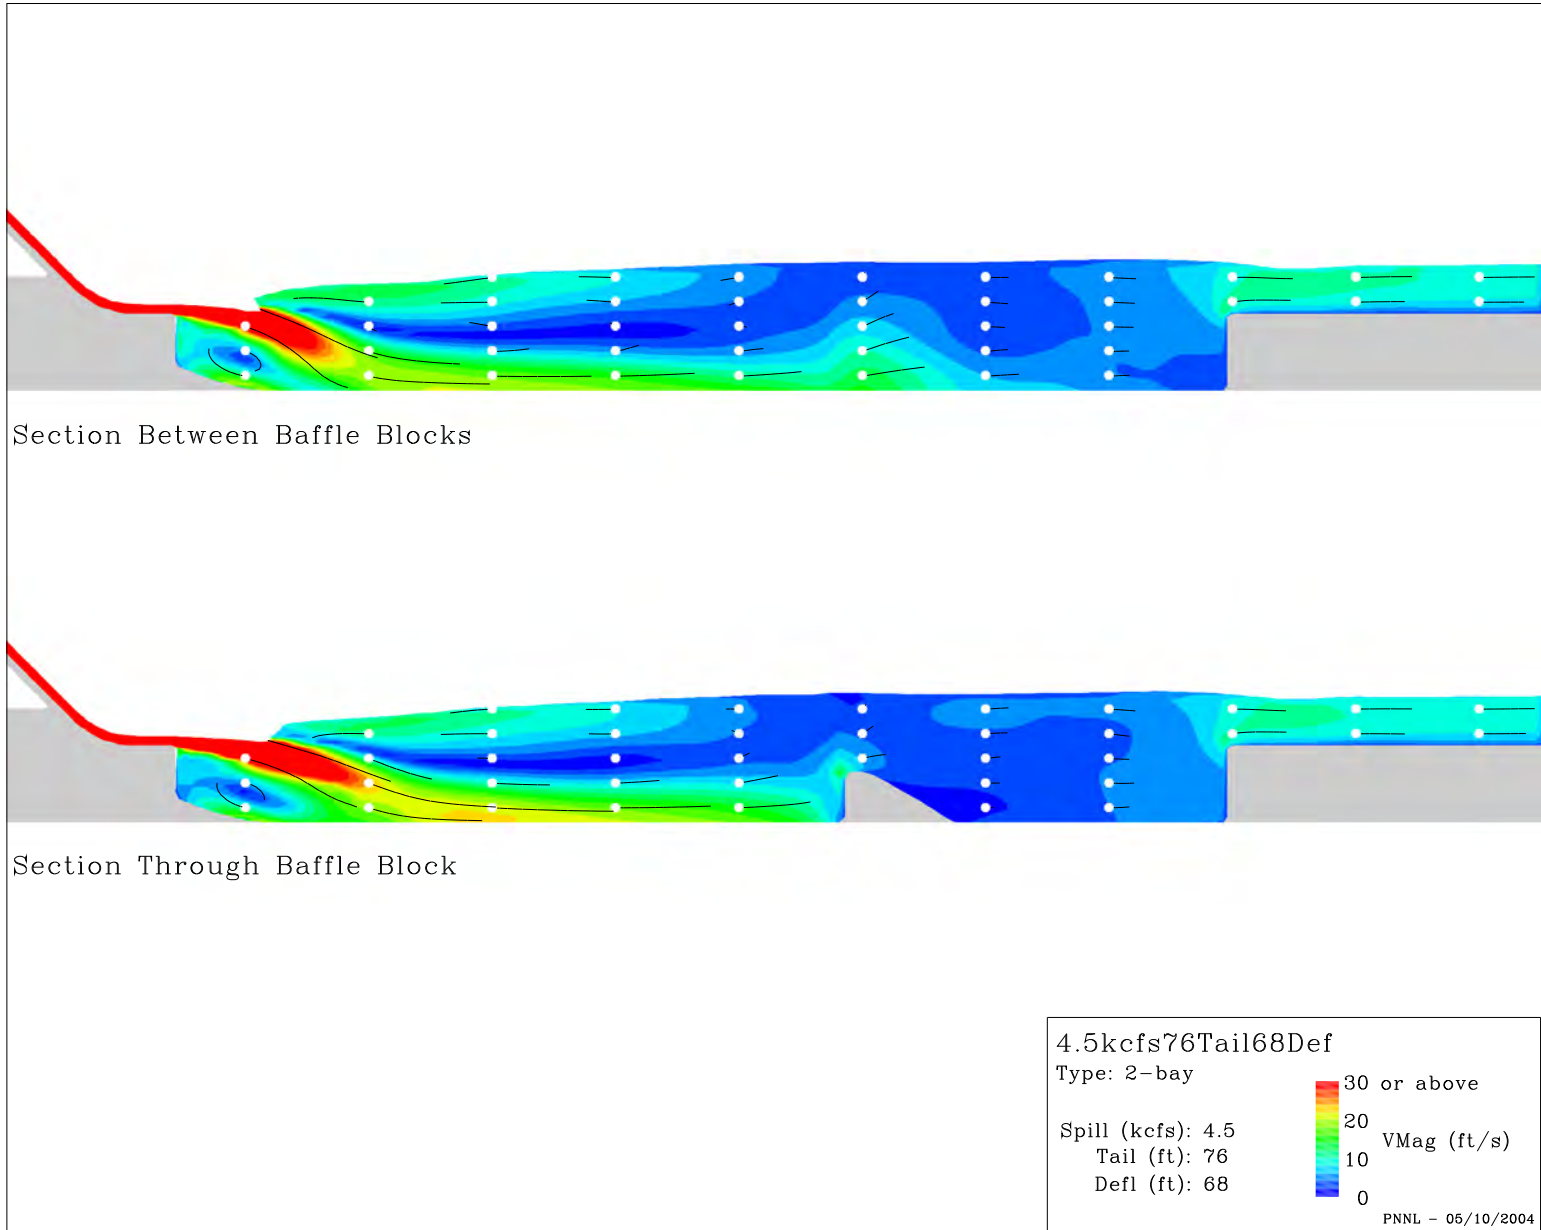 Section Between Baffle Blocks
Section Through Baffle Block
4.5kcfs76Tail68Def
Type: 2-bay
Spill (kcfs): 4.5
Tail (ft): 76
Defl (ft): 68
30 or above
20
VMag (ft/s)
10
0
PNNL - 05/10/2004